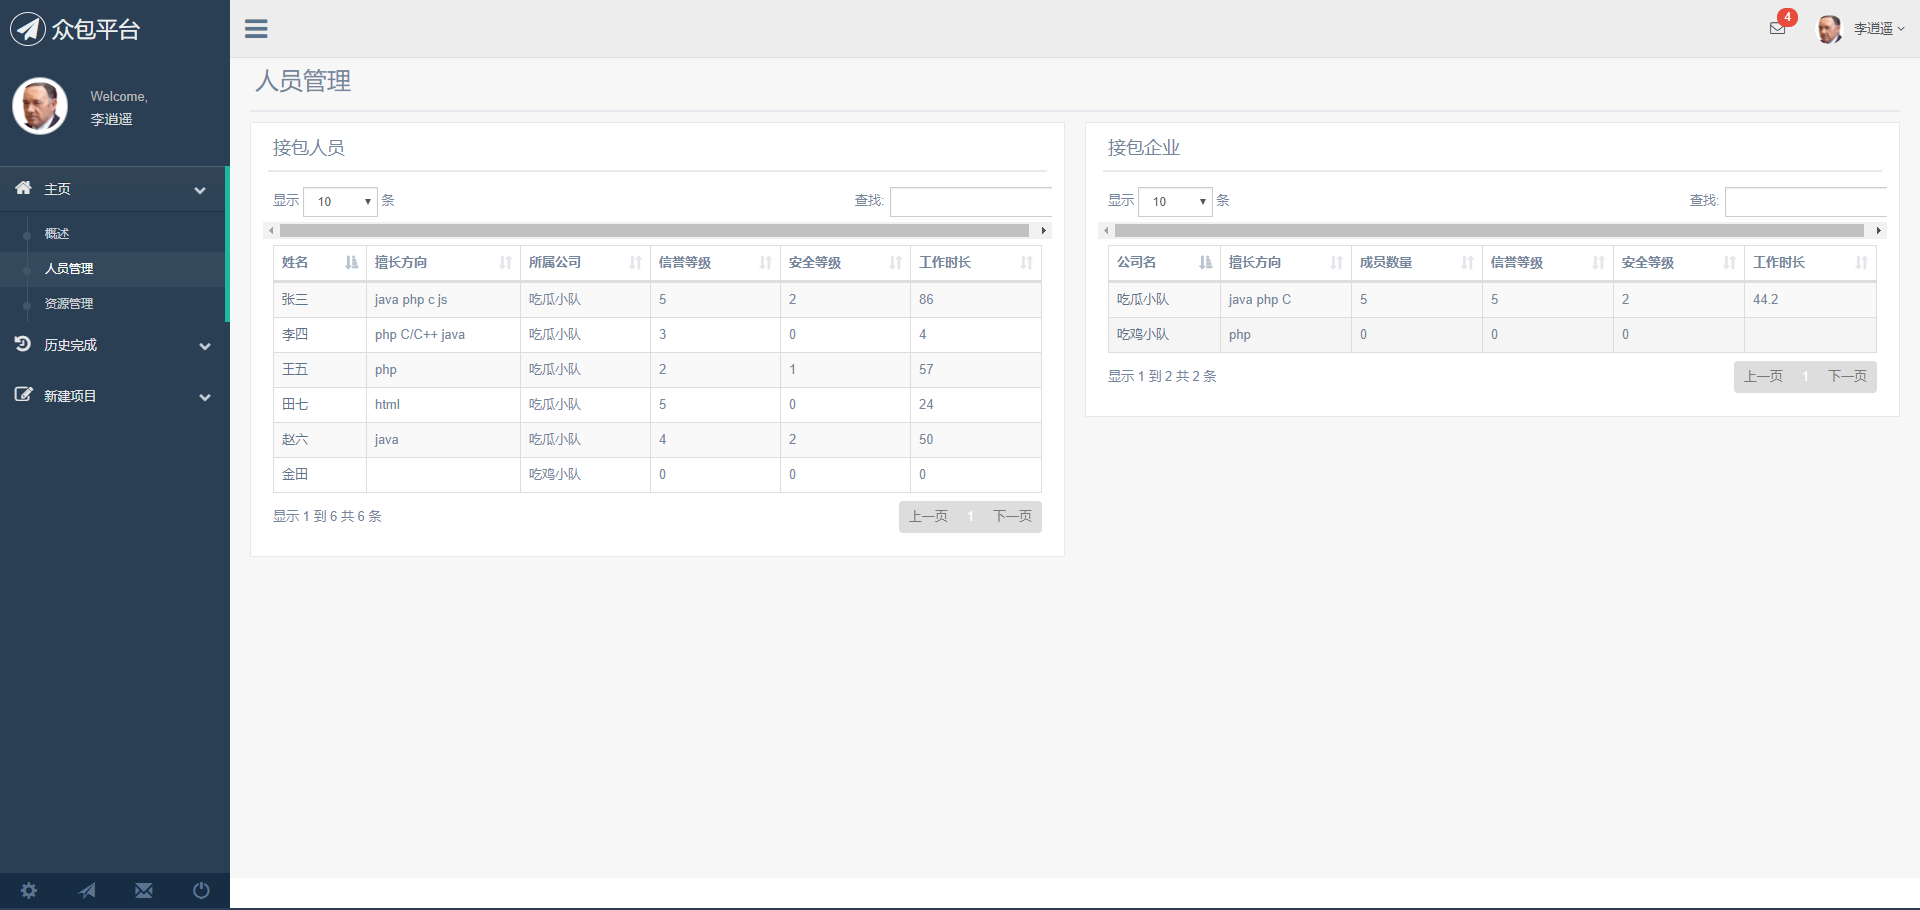 众包平台
Welcome,
李逍遥
主页
概述
人员管理
资源管理
历史完成
新建项目
4
李逍遥
人员管理
接包人员
显示 10 条 查找:
姓名 擅长方向 所属公司 信誉等级 安全等级 工作时长
张三 java php c js 吃瓜小队 5 2 86
李四 php C/C++ java 吃瓜小队 3 0 4
王五 php 吃瓜小队 2 1 57
田七 html 吃瓜小队 5 0 24
赵六 java 吃瓜小队 4 2 50
金田 吃鸡小队 0 0 0
显示 1 到 6 共 6 条 上一页 1 下一页
接包企业
显示 10 条 查找:
公司名 擅长方向 成员数量 信誉等级 安全等级 工作时长
吃瓜小队 java php C 5 5 2 44.2
吃鸡小队 php 0 0 0
显示 1 到 2 共 2 条 上一页 1 下一页